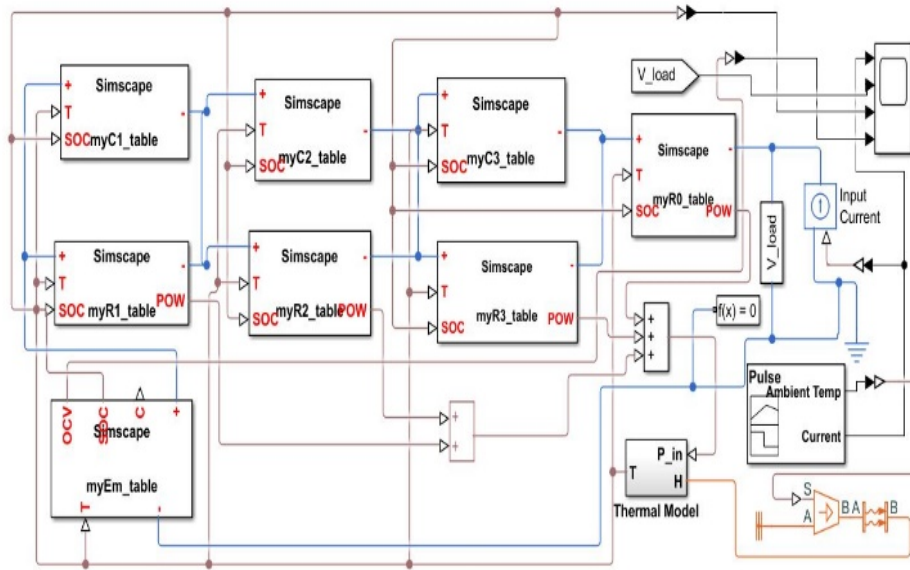 Simscape
+
-
T
SOC
myC1_table
Simscape
+
-
T
SOC
myC2_table
Simscape
+
-
T
SOC
myC3_table
V_load
Simscape
+
-
T
SOC
myR0_table
POW
Input
Current
V_load
Simscape
+
-
T
SOC
myR1_table
POW
Simscape
+
-
T
SOC
myR2_table
POW
Simscape
+
-
T
SOC
myR3_table
POW
+
+
+
f(x) = 0
Pulse
Ambient Temp
Current
OCV
SOC
C
+
Simscape
myEm_table
T
-
+
+
P_in
T
H
Thermal Model
S
A
B
A
B